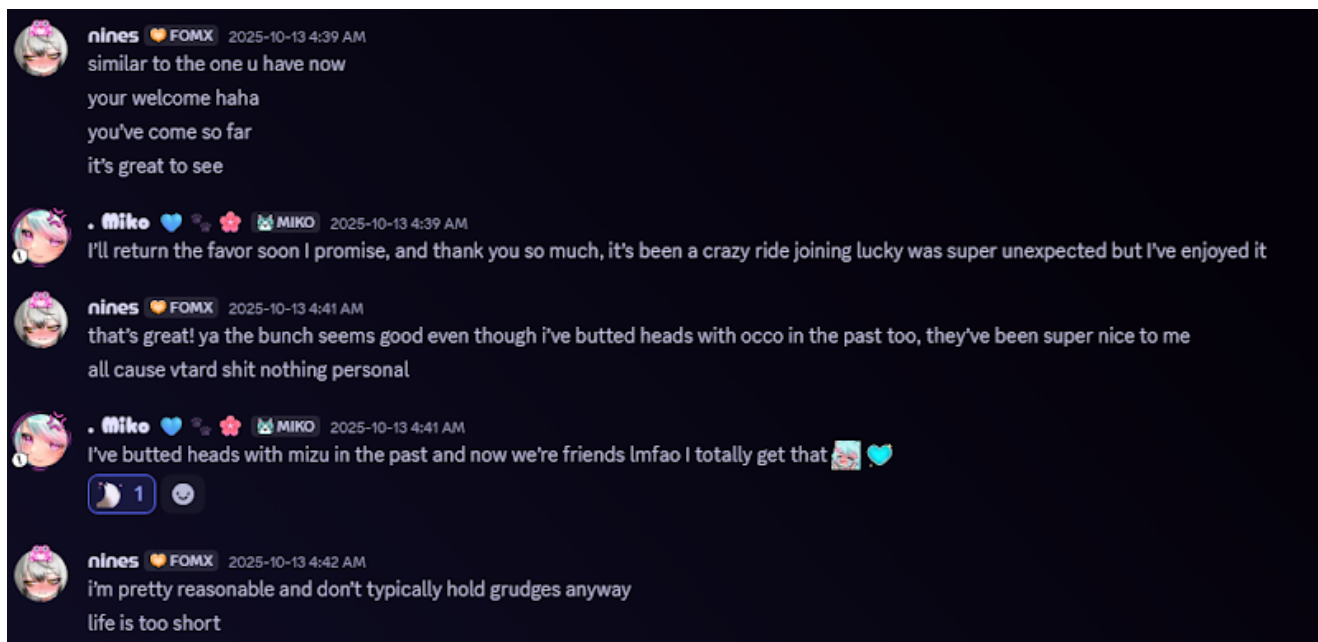 nines FOMX 2025-10-13 4:39 AM
similar to the one u have now
your welcome haha
you've come so far
it's great to see
. Miko MIKO 2025-10-13 4:39 AM
I'll return the favor soon I promise, and thank you so much, it's been a crazy ride joining lucky was super unexpected but I've enjoyed it
nines FOMX 2025-10-13 4:41 AM
that's great! ya the bunch seems good even though i've butted heads with occo in the past too, they've been super nice to me
all cause vtard shit nothing personal
. Miko MIKO 2025-10-13 4:41 AM
I've butted heads with mizu in the past and now we're friends lmfao I totally get that
1
nines FOMX 2025-10-13 4:42 AM
i'm pretty reasonable and don't typically hold grudges anyway
life is too short